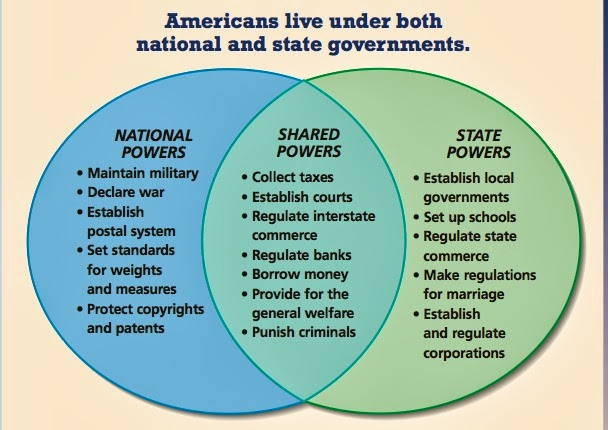 Americans live under both
national and state governments.
NATIONAL
POWERS
• Maintain military
• Declare war
• Establish
postal system
• Set standards
for weights
and measures
• Protect copyrights
and patents
SHARED
POWERS
• Collect taxes
• Establish courts
• Regulate interstate
commerce
• Regulate banks
• Borrow money
• Provide for the
general welfare
• Punish criminals
STATE
POWERS
• Establish local
governments
• Set up schools
• Regulate state
commerce
• Make regulations
for marriage
• Establish
and regulate
corporations